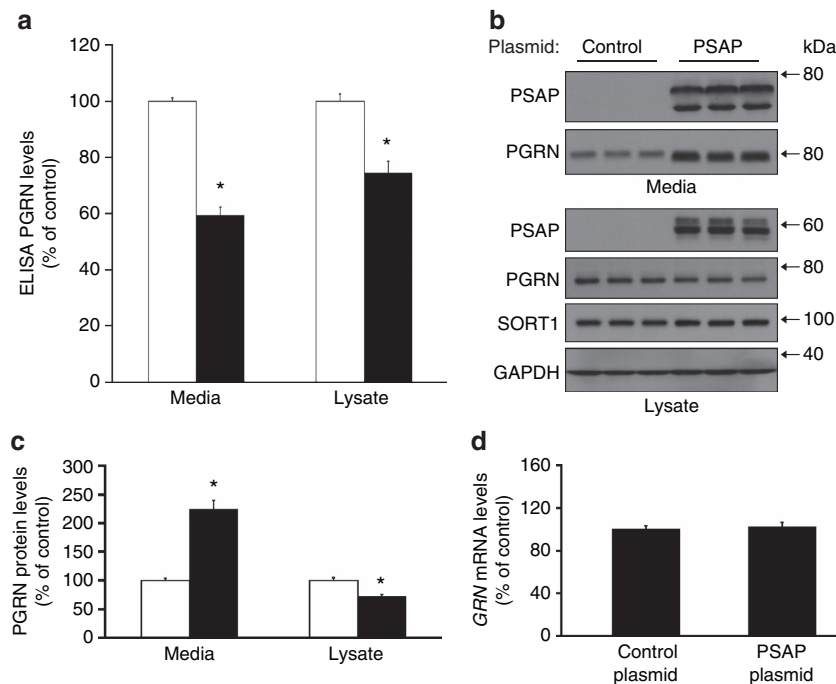 a
120
100
80
60
40
20
0
ELISA PGRN levels
(% of control)
*
*
Media
Lysate
b
Plasmid: Control PSAP kDa
PSAP
80
PGRN
80
Media
PSAP
60
PGRN
80
SORT1
100
GAPDH
40
Lysate
c
300
250
200
150
100
50
0
PGRN protein levels
(% of control)
*
*
Media
Lysate
d
160
120
80
40
0
GRN mRNA levels
(% of control)
Control
plasmid
PSAP
plasmid